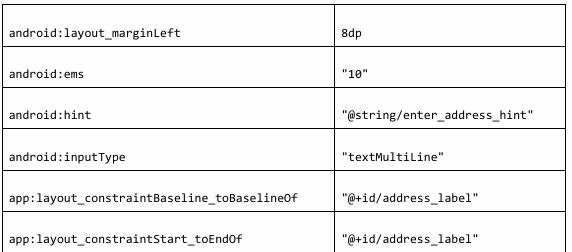 android:layout_marginLeft 8dp
android:ems "10"
android:hint "@string/enter_address_hint"
android:inputType "textMultiLine"
app:layout_constraintBaseline_toBaselineOf "@+id/address_label"
app:layout_constraintStart_toEndOf "@+id/address_label"